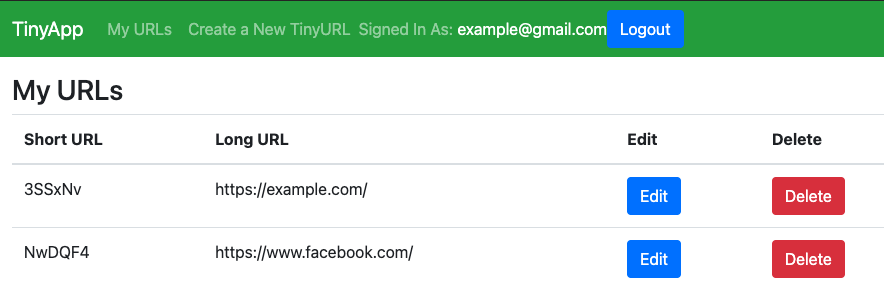 TinyApp My URLs Create a New TinyURL Signed In As: example@gmail.com Logout
My URLs
Short URL Long URL Edit Delete
3SSxNv https://example.com/ Edit Delete
NwDQF4 https://www.facebook.com/ Edit Delete